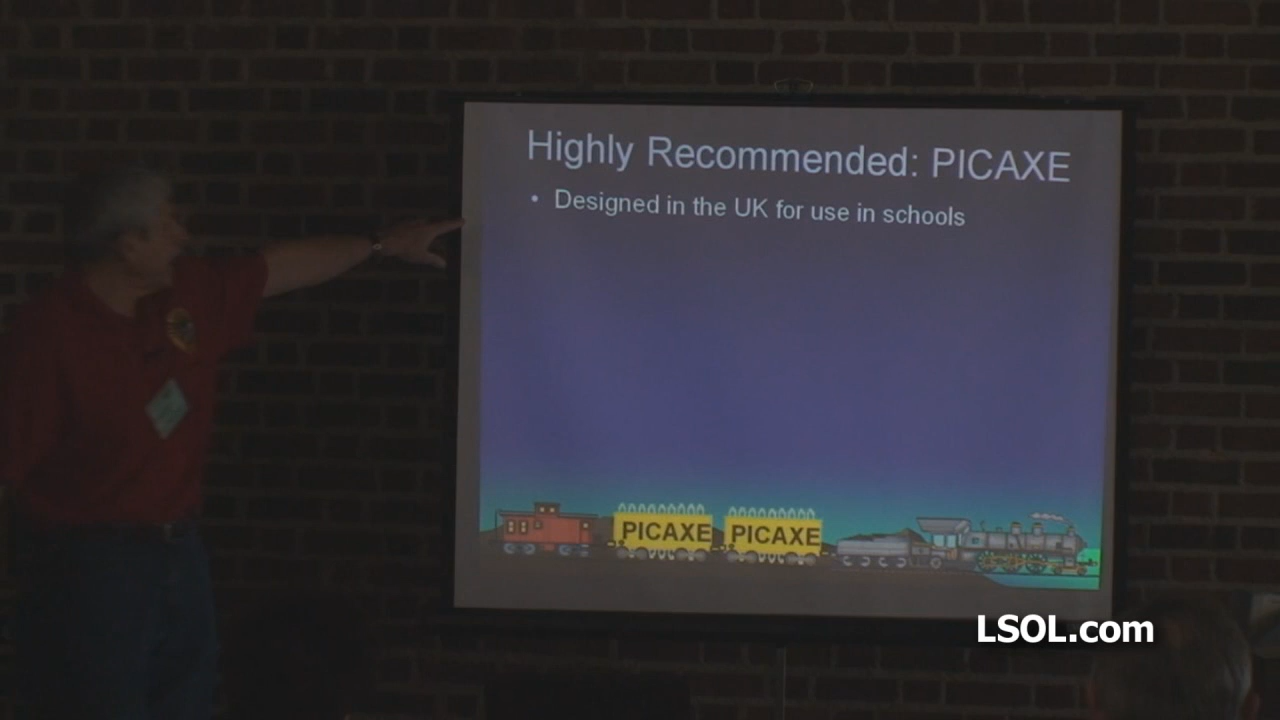 Highly Recommended: PICAXE
• Designed in the UK for use in schools
PICAXE PICAXE
LSOL.com